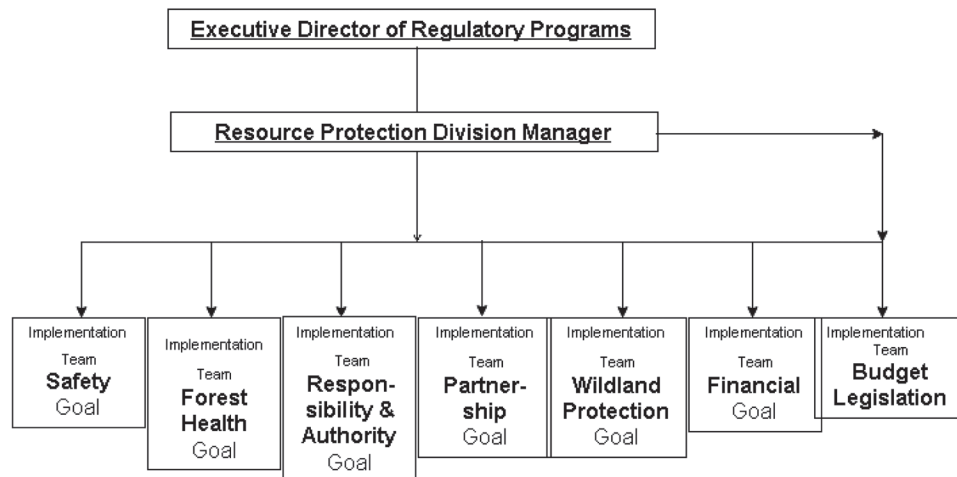 Executive Director of Regulatory Programs
Resource Protection Division Manager
Implementation
Team
Safety
Goal
Implementation
Team
Forest
Health
Goal
Implementation
Team
Respon-
sibility &
Authority
Goal
Implementation
Team
Partner-
ship
Goal
Implementation
Team
Wildland
Protection
Goal
Implementation
Team
Financial
Goal
Implementation
Team
Budget
Legislation